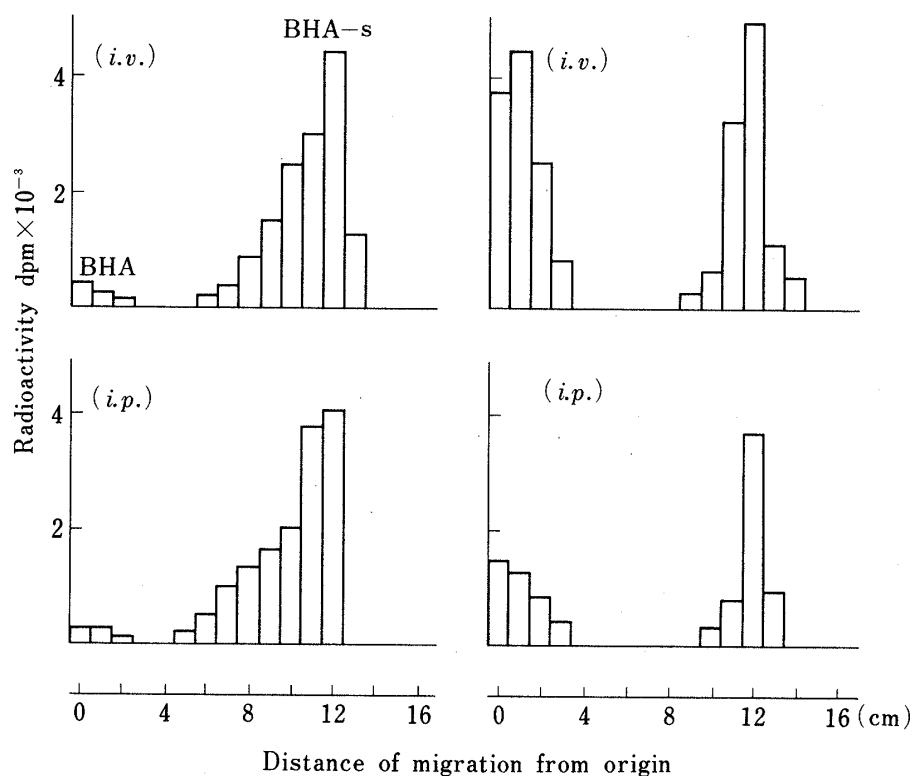 BHA-s
(i.v.)
(i.v.)
4
2
BHA
(i.p.)
(i.p.)
4
2
Radioactivity dpm×10⁻³
0 4 8 12 16 0 4 8 12 16 (cm)
Distance of migration from origin